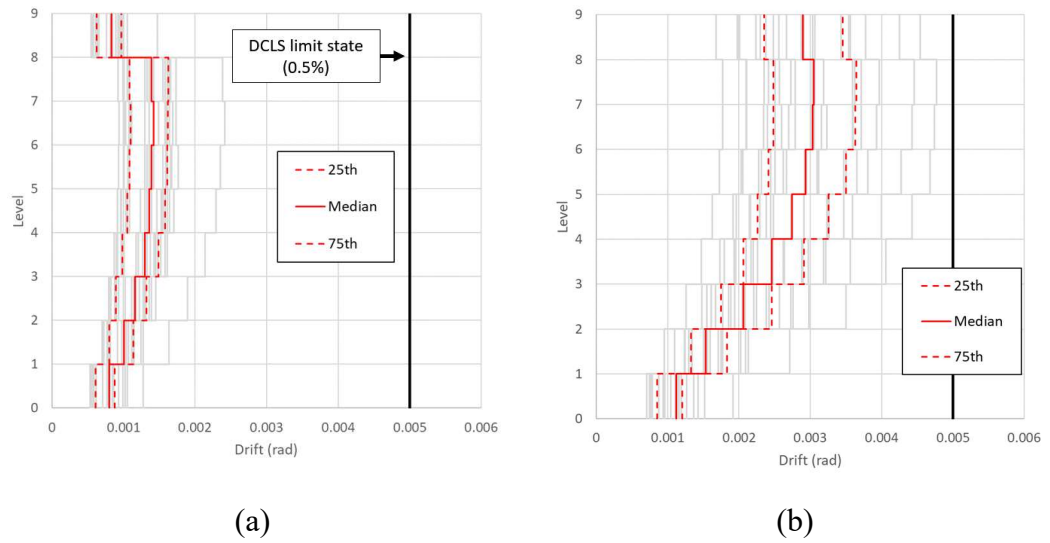 9
8
7
6
5
4
3
2
1
0
Level
0
0.001
0.002
0.003
0.004
0.005
0.006
Drift (rad)
DCLS limit state
(0.5%)
25th
Median
75th
(a)
9
8
7
6
5
4
3
2
1
0
Level
0
0.001
0.002
0.003
0.004
0.005
0.006
Drift (rad)
25th
Median
75th
(b)